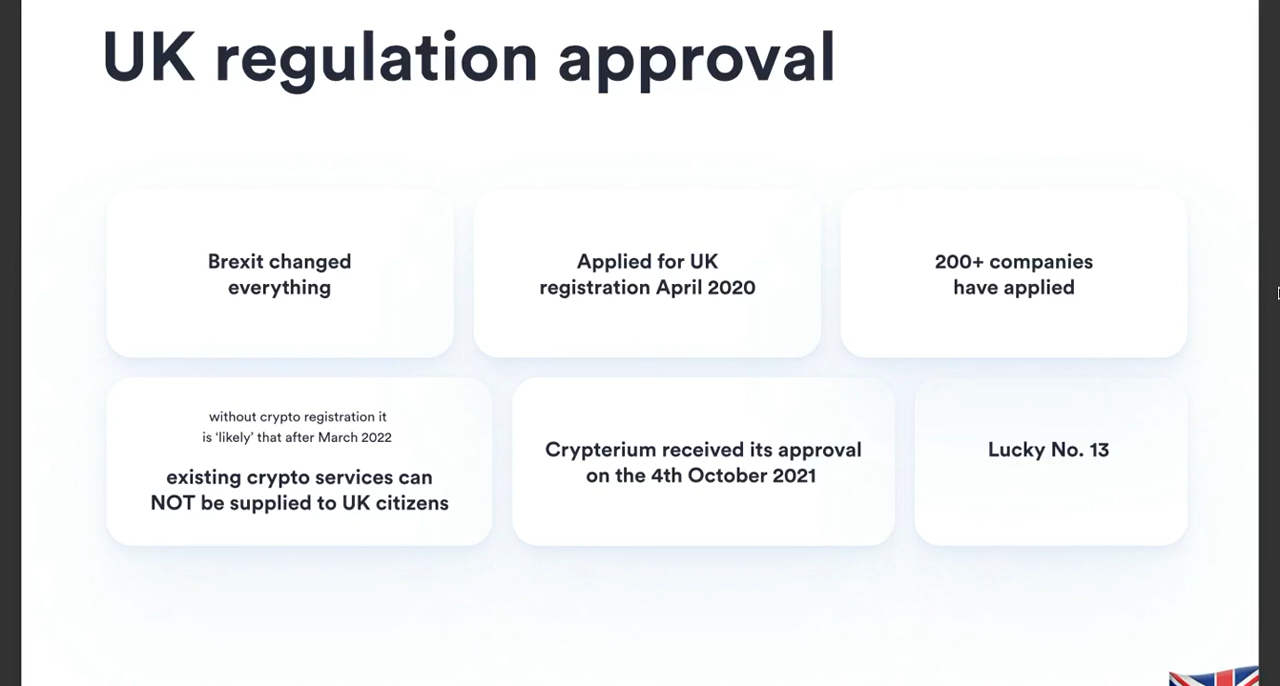 UK regulation approval
Brexit changed
everything
Applied for UK
registration April 2020
200+ companies
have applied
without crypto registration it
is ‘likely’ that after March 2022
existing crypto services can
NOT be supplied to UK citizens
Crypterium received its approval
on the 4th October 2021
Lucky No. 13